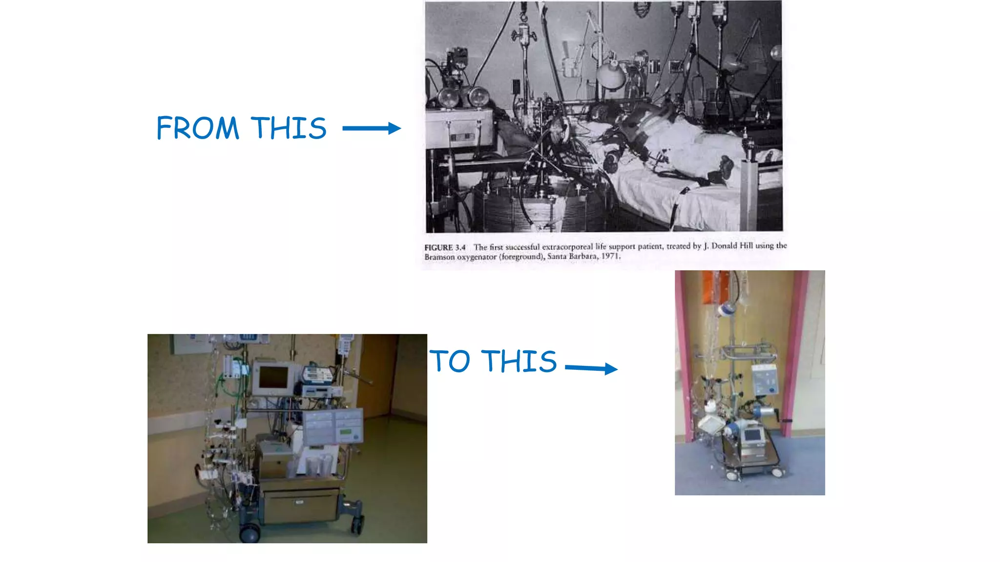 FROM THIS
FIGURE 3.4 The first successful extracorporeal life support patient, treated by J. Donald Hill using the
Bramson oxygenator (foreground), Santa Barbara, 1971.
TO THIS